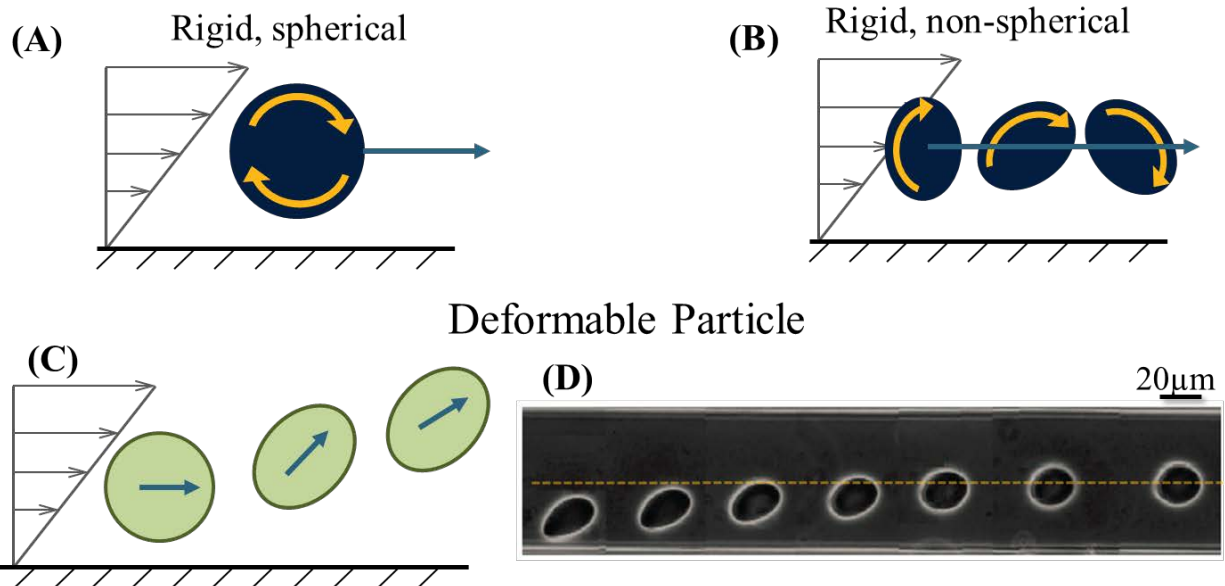 (A)
Rigid, spherical
(B)
Rigid, non-spherical
Deformable Particle
(C)
(D)
20µm